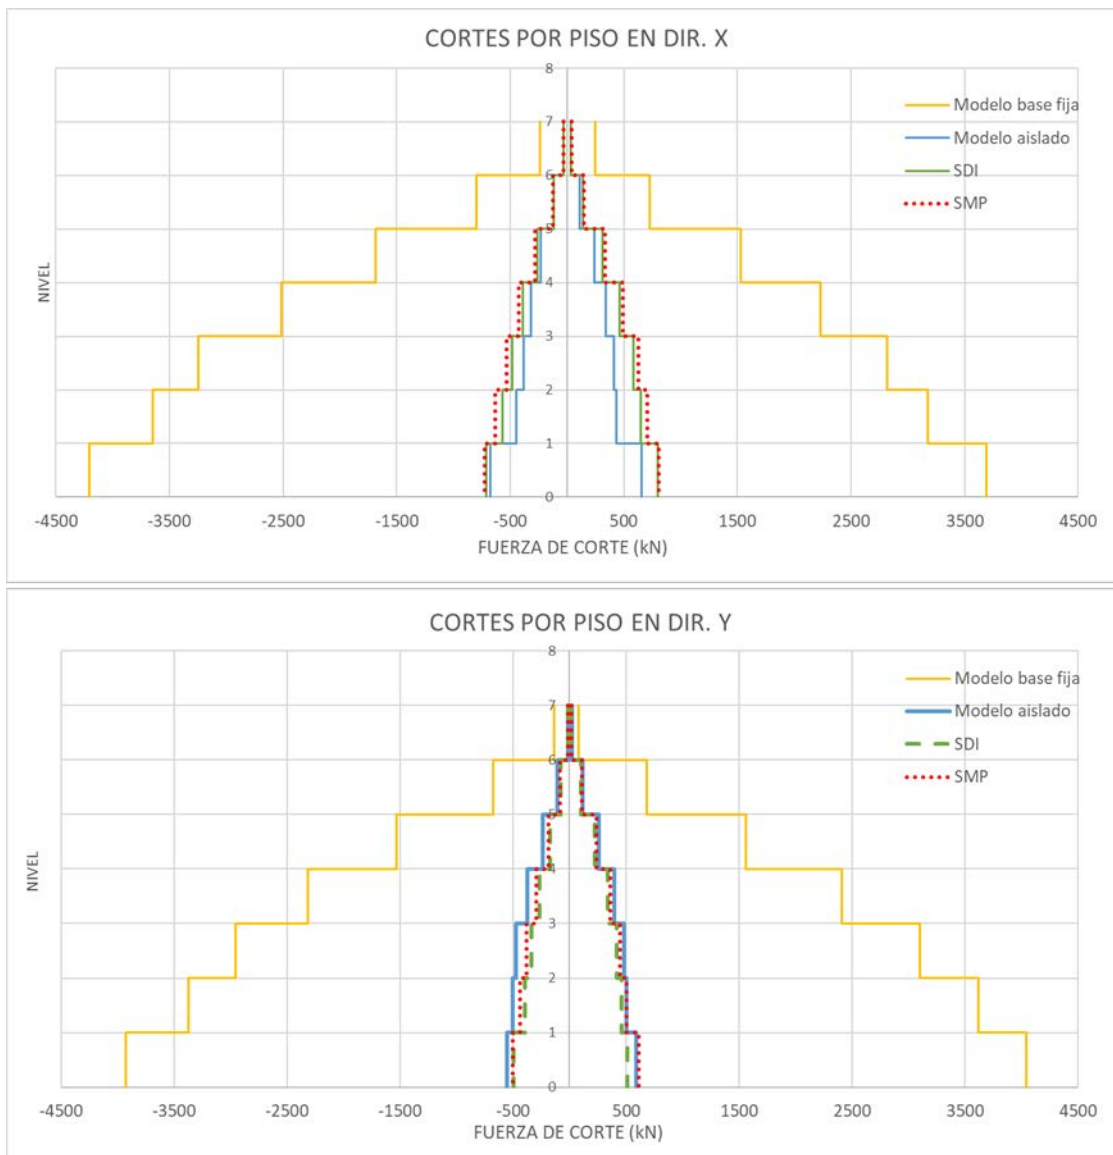 CORTES POR PISO EN DIR. X
8
Modelo base fija
7
Modelo aislado
SDI
6
SMP
5
NIVEL
4
3
2
1
0
-4500 -3500 -2500 -1500 -500 500 1500 2500 3500 4500
FUERZA DE CORTE (kN)
CORTES POR PISO EN DIR. Y
8
Modelo base fija
7
Modelo aislado
SDI
6
SMP
5
NIVEL
4
3
2
1
0
-4500 -3500 -2500 -1500 -500 500 1500 2500 3500 4500
FUERZA DE CORTE (kN)